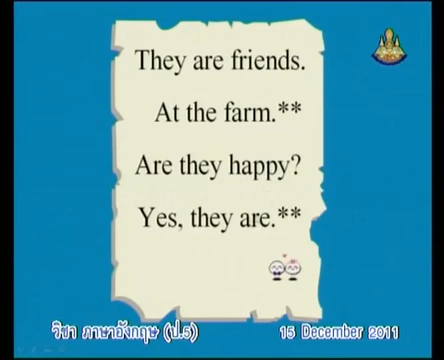 They are friends.
At the farm.**
Are they happy?
Yes, they are.**
วิชา ภาษาอังกฤษ (ป.5)
15 December 2011